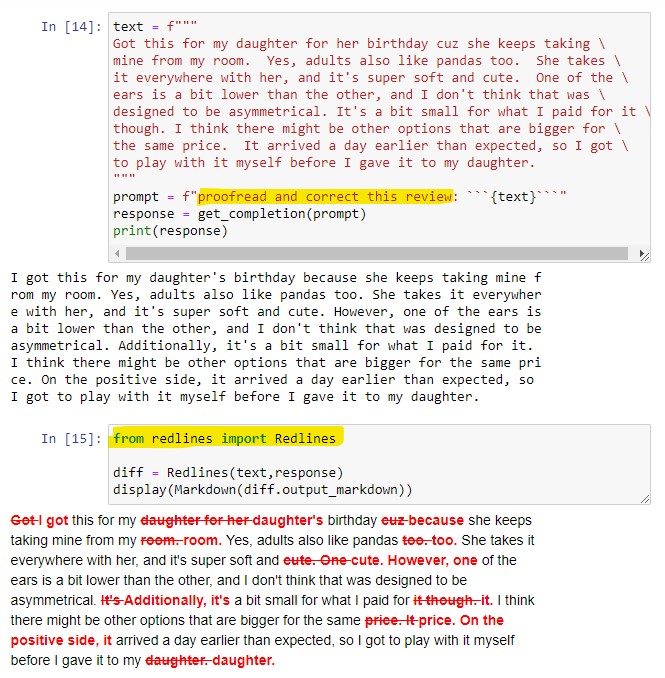 In [14]: text = f"""
Got this for my daughter for her birthday cuz she keeps taking \
mine from my room.  Yes, adults also like pandas too.  She takes \
it everywhere with her, and it's super soft and cute.  One of the \
ears is a bit lower than the other, and I don't think that was \
designed to be asymmetrical. It's a bit small for what I paid for it \
though. I think there might be other options that are bigger for \
the same price.  It arrived a day earlier than expected, so I got \
to play with it myself before I gave it to my daughter.
"""
prompt = f"proofread and correct this review: ```{text}```"
response = get_completion(prompt)
print(response)
I got this for my daughter's birthday because she keeps taking mine f
rom my room. Yes, adults also like pandas too. She takes it everywher
e with her, and it's super soft and cute. However, one of the ears is
a bit lower than the other, and I don't think that was designed to be
asymmetrical. Additionally, it's a bit small for what I paid for it.
I think there might be other options that are bigger for the same pri
ce. On the positive side, it arrived a day earlier than expected, so
I got to play with it myself before I gave it to my daughter.
In [15]: from redlines import Redlines
diff = Redlines(text,response)
display(Markdown(diff.output_markdown))
Got I got this for my daughter for her daughter's birthday cuz because she keeps
taking mine from my room. room. Yes, adults also like pandas too. too. She takes it
everywhere with her, and it's super soft and cute. One cute. However, one of the
ears is a bit lower than the other, and I don't think that was designed to be
asymmetrical. It's Additionally, it's a bit small for what I paid for it though. it. I think
there might be other options that are bigger for the same price. It price. On the
positive side, it arrived a day earlier than expected, so I got to play with it myself
before I gave it to my daughter. daughter.